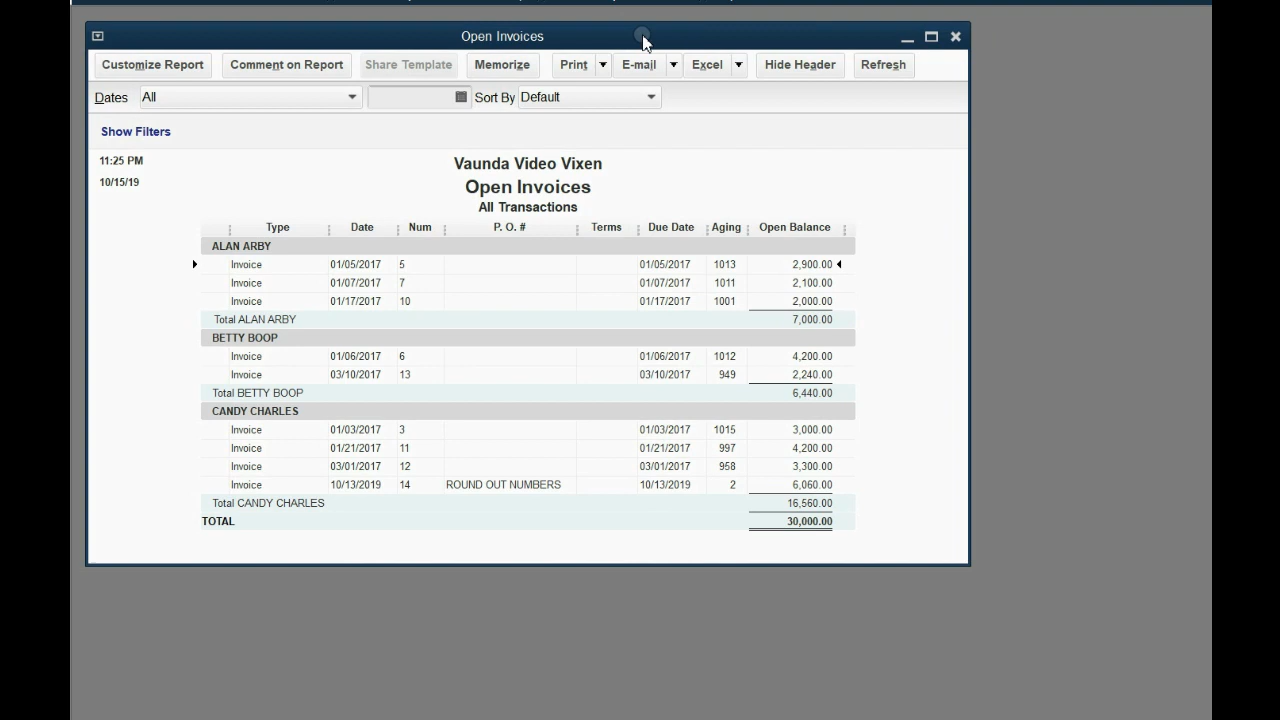 Open Invoices
Customize Report Comment on Report Share Template Memorize Print E-mail Excel Hide Header Refresh
Dates All Sort By Default
Show Filters
11:25 PM
10/15/19
Vaunda Video Vixen
Open Invoices
All Transactions
Type Date Num P. O. # Terms Due Date Aging Open Balance
ALAN ARBY
Invoice 01/05/2017 5 01/05/2017 1013 2,900.00
Invoice 01/07/2017 7 01/07/2017 1011 2,100.00
Invoice 01/17/2017 10 01/17/2017 1001 2,000.00
Total ALAN ARBY 7,000.00
BETTY BOOP
Invoice 01/06/2017 6 01/06/2017 1012 4,200.00
Invoice 03/10/2017 13 03/10/2017 949 2,240.00
Total BETTY BOOP 6,440.00
CANDY CHARLES
Invoice 01/03/2017 3 01/03/2017 1015 3,000.00
Invoice 01/21/2017 11 01/21/2017 997 4,200.00
Invoice 03/01/2017 12 03/01/2017 958 3,300.00
Invoice 10/13/2019 14 ROUND OUT NUMBERS 10/13/2019 2 6,060.00
Total CANDY CHARLES 16,560.00
TOTAL 30,000.00